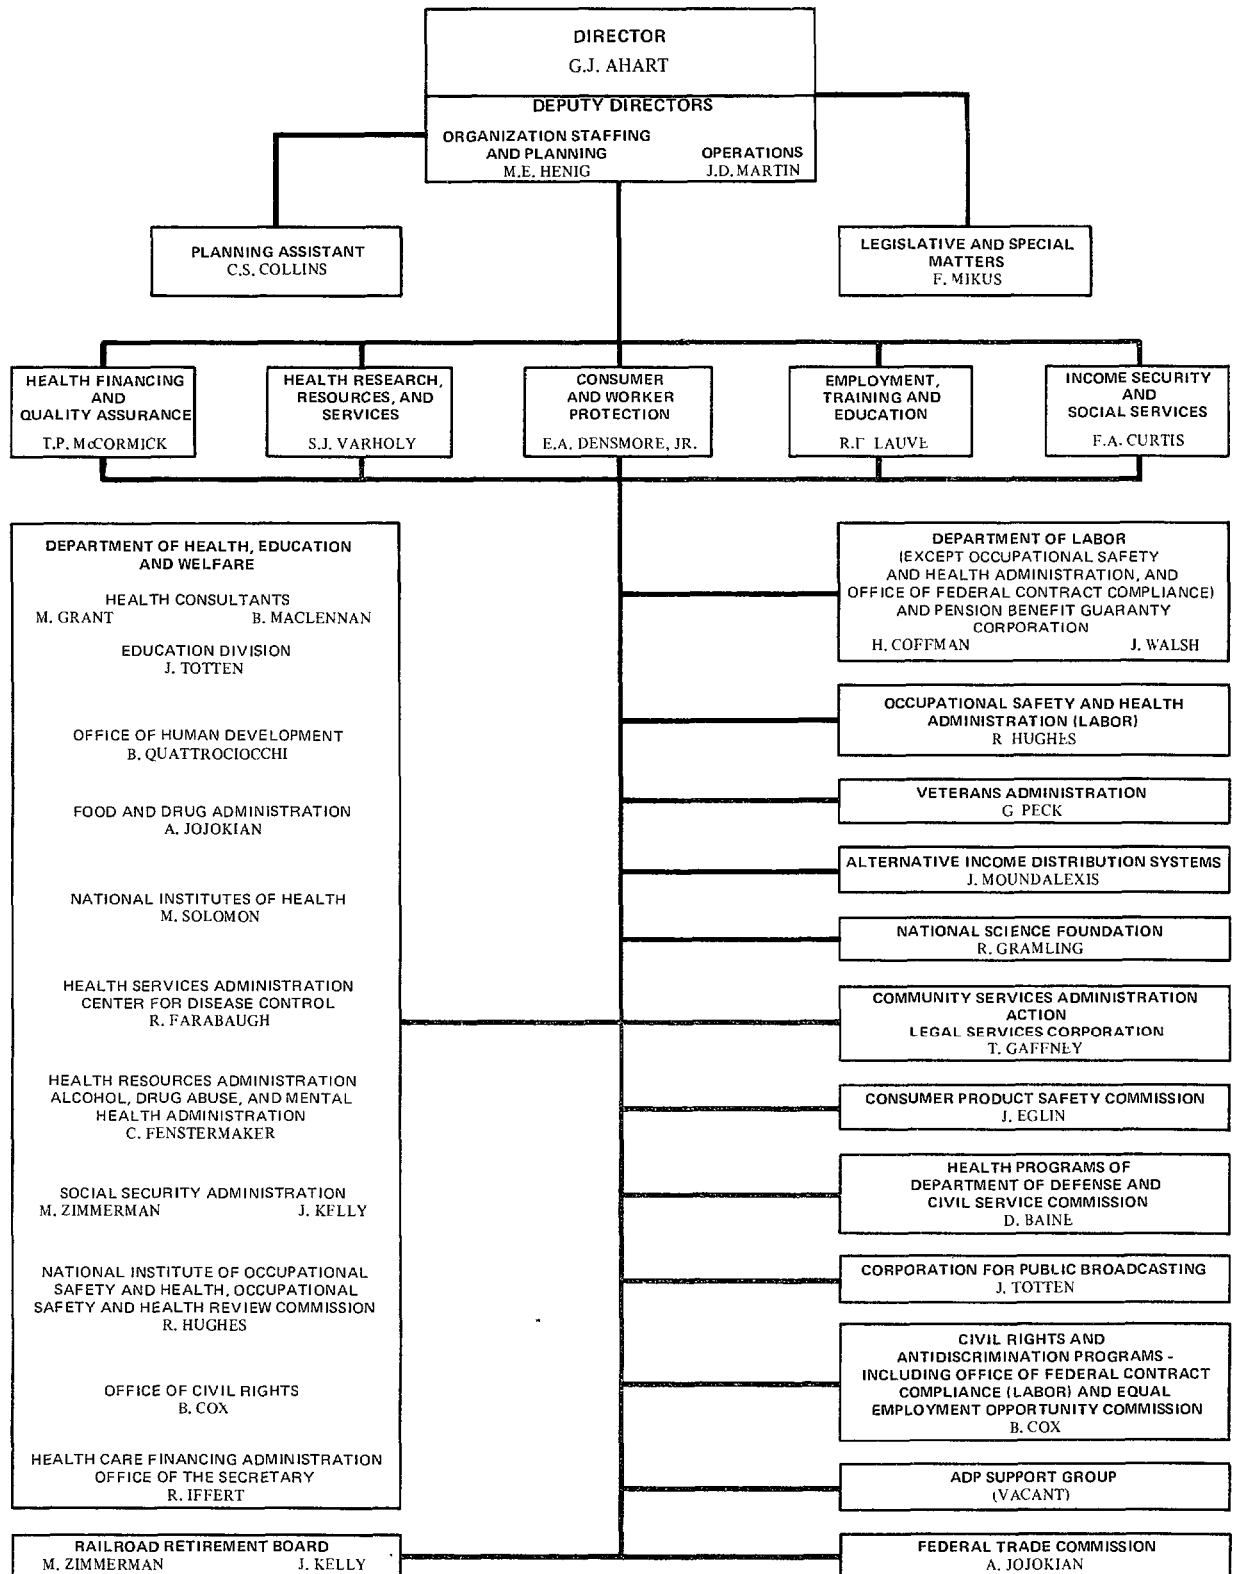 DIRECTOR
G.J. AHART
DEPUTY DIRECTORS
ORGANIZATION STAFFING
AND PLANNING
M.E. HENIG
OPERATIONS
J.D. MARTIN
PLANNING ASSISTANT
C.S. COLLINS
LEGISLATIVE AND SPECIAL
MATTERS
F. MIKUS
HEALTH FINANCING
AND
QUALITY ASSURANCE
T.P. McCORMICK
HEALTH RESEARCH,
RESOURCES, AND
SERVICES
S.J. VARHOLY
CONSUMER
AND WORKER
PROTECTION
E.A. DENSMORE, JR.
EMPLOYMENT,
TRAINING AND
EDUCATION
LAUVE
INCOME SECURITY
AND
SOCIAL SERVICES
F.A. CURTIS
DEPARTMENT OF HEALTH, EDUCATION
AND WELFARE
HEALTH CONSULTANTS
M. GRANT B. MACLENNAN
EDUCATION DIVISION
J. TOTTEN
OFFICE OF HUMAN DEVELOPMENT
B. QUATTROCIOCCHI
FOOD AND DRUG ADMINISTRATION
A. JOJOKIAN
NATIONAL INSTITUTES OF HEALTH
M. SOLOMON
HEALTH SERVICES ADMINISTRATION
CENTER FOR DISEASE CONTROL
R. FARABAUGH
HEALTH RESOURCES ADMINISTRATION
ALCOHOL, DRUG ABUSE, AND MENTAL
HEALTH ADMINISTRATION
C. FENSTERMAKER
SOCIAL SECURITY ADMINISTRATION
M. ZIMMERMAN J. KELLY
NATIONAL INSTITUTE OF OCCUPATIONAL
SAFETY AND HEALTH, OCCUPATIONAL
SAFETY AND HEALTH REVIEW COMMISSION
R. HUGHES
OFFICE OF CIVIL RIGHTS
B. COX
HEALTH CARE FINANCING ADMINISTRATION
OFFICE OF THE SECRETARY
R. IFFERT
RAILROAD RETIREMENT BOARD
M. ZIMMERMAN J. KELLY
DEPARTMENT OF LABOR
(EXCEPT OCCUPATIONAL SAFETY
AND HEALTH ADMINISTRATION, AND
OFFICE OF FEDERAL CONTRACT COMPLIANCE)
AND PENSION BENEFIT GUARANTY
CORPORATION
H. COFFMAN J. WALSH
OCCUPATIONAL SAFETY AND HEALTH
ADMINISTRATION (LABOR)
R HUGHES
VETERANS ADMINISTRATION
G PECK
ALTERNATIVE INCOME DISTRIBUTION SYSTEMS
J. MOUNDALEXIS
NATIONAL SCIENCE FOUNDATION
R. GRAMLING
COMMUNITY SERVICES ADMINISTRATION
ACTION
LEGAL SERVICES CORPORATION
T. GAFFNEY
CONSUMER PRODUCT SAFETY COMMISSION
J. EGLIN
HEALTH PROGRAMS OF
DEPARTMENT OF DEFENSE AND
CIVIL SERVICE COMMISSION
D. BAINE
CORPORATION FOR PUBLIC BROADCASTING
J. TOTTEN
CIVIL RIGHTS AND
ANTIDISCRIMINATION PROGRAMS -
INCLUDING OFFICE OF FEDERAL CONTRACT
COMPLIANCE (LABOR) AND EQUAL
EMPLOYMENT OPPORTUNITY COMMISSION
B. COX
ADP SUPPORT GROUP
(VACANT)
FEDERAL TRADE COMMISSION
A. JOJOKIAN